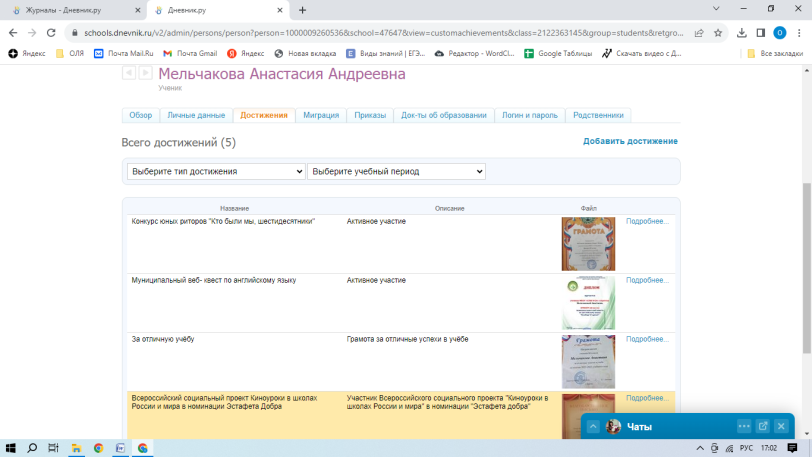 Журналы - Дневник.ру
Дневник.ру
schools.dnevnik.ru/v2/admin/persons/person?person=1000009260536&school=47647&view=customachievements&class=2122363145&group=students&retgro...
Яндекс
ОЛЯ
Почта Mail.Ru
Почта Gmail
Яндекс
Новая вкладка
Виды знаний | ЕГЭ...
Редактор - WordCl...
Google Таблицы
Скачать видео с Д...
Все закладки
Мельчакова Анастасия Андреевна
Ученик
Обзор
Личные данные
Достижения
Миграция
Приказы
Док-ты об образовании
Логин и пароль
Родственники
Всего достижений (5)
Добавить достижение
Выберите тип достижения
Выберите учебный период
Название
Описание
Файл
Конкурс юных риторов "Кто были мы, шестидесятники"
Активное участие
ГРАМОТА
Подробнее...
Муниципальный веб- квест по английскому языку
Активное участие
ДИПЛОМ
Подробнее...
За отличную учёбу
Грамота за отличные успехи в учёбе
Грамота
Подробнее...
Всероссийский социальный проект Киноуроки в школах
России и мира в номинации Эстафета Добра
Участник Всероссийского социального проекта "Киноуроки в
школах России и мира" в номинации "Эстафета добра"
Подробнее...
Чаты
РУС
17:02